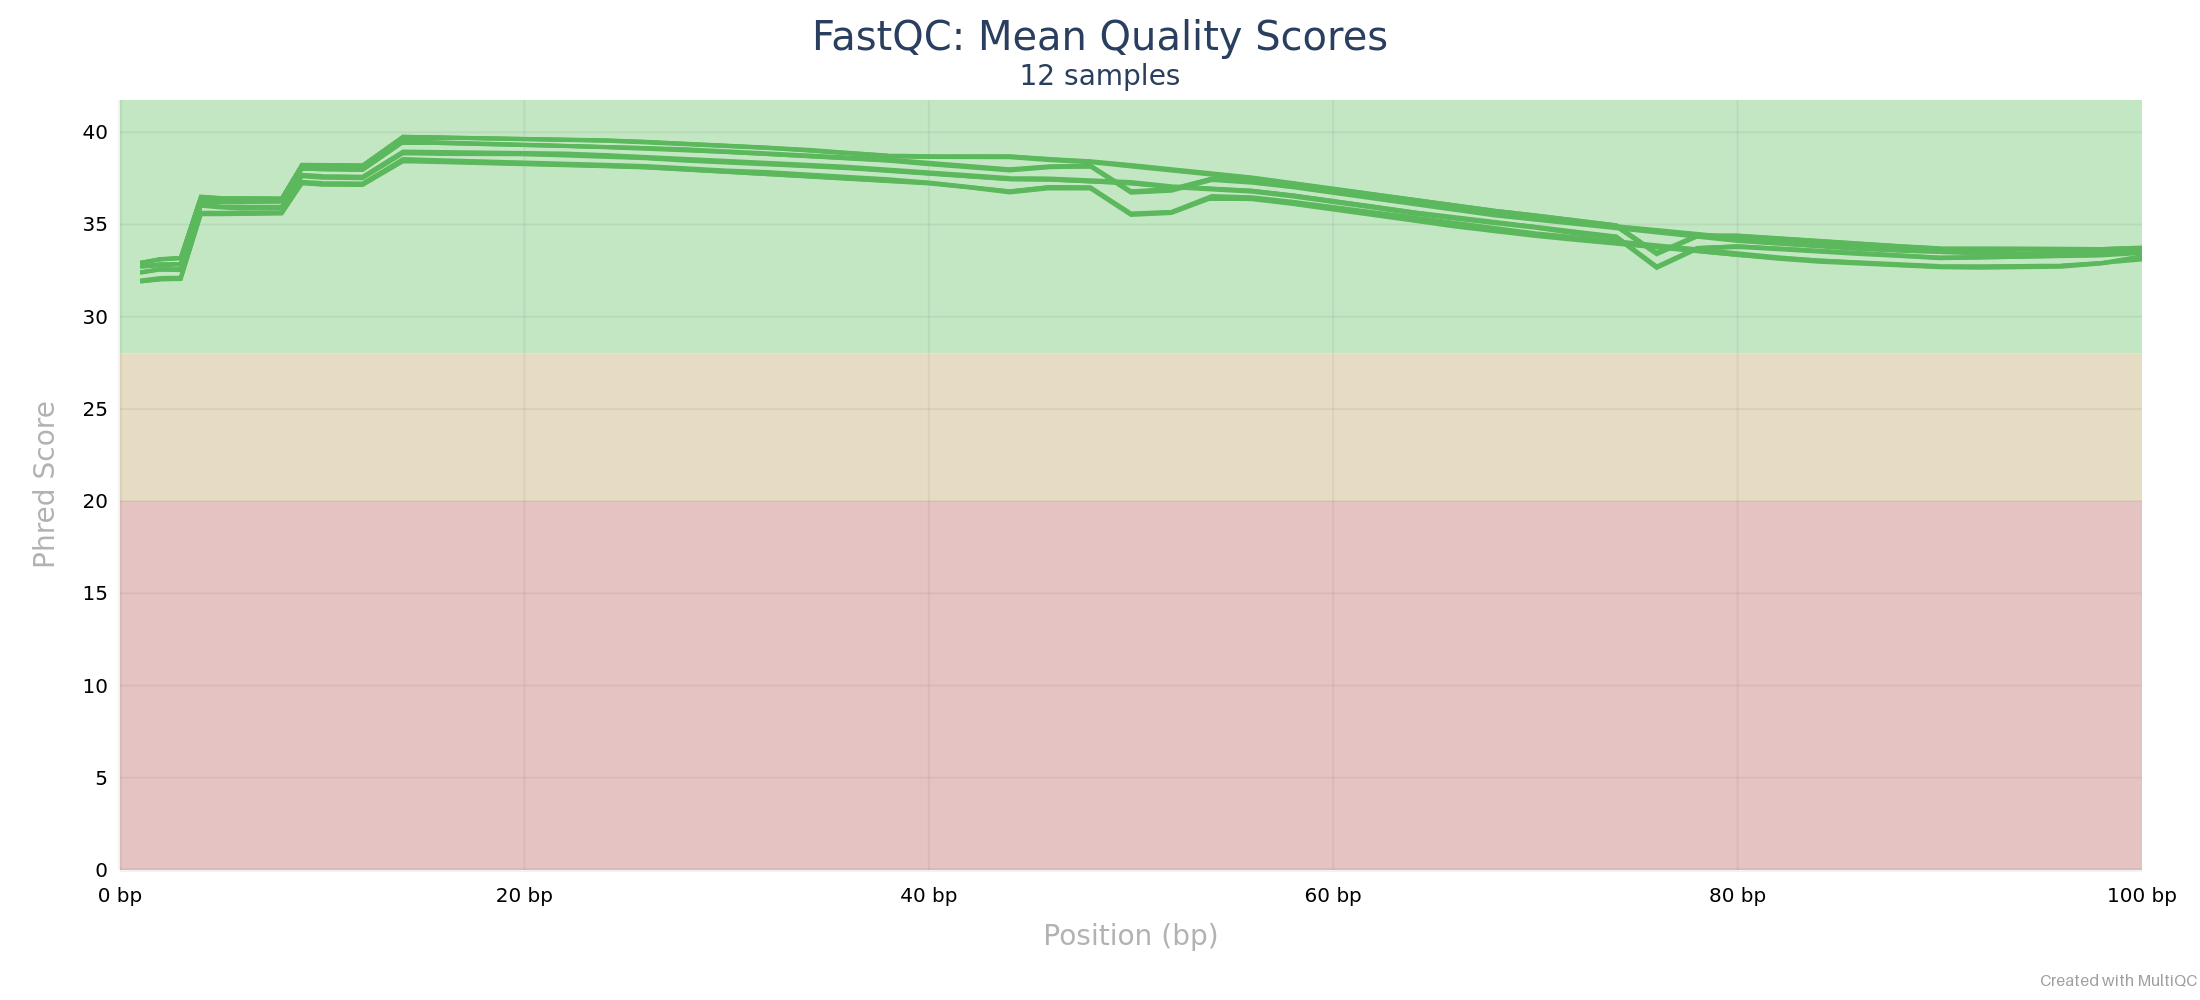 FastQC: Mean Quality Scores
12 samples
40
35
30
25
20
15
10
5
0
Phred Score
0 bp
20 bp
40 bp
60 bp
80 bp
100 bp
Position (bp)
Created with MultiQC